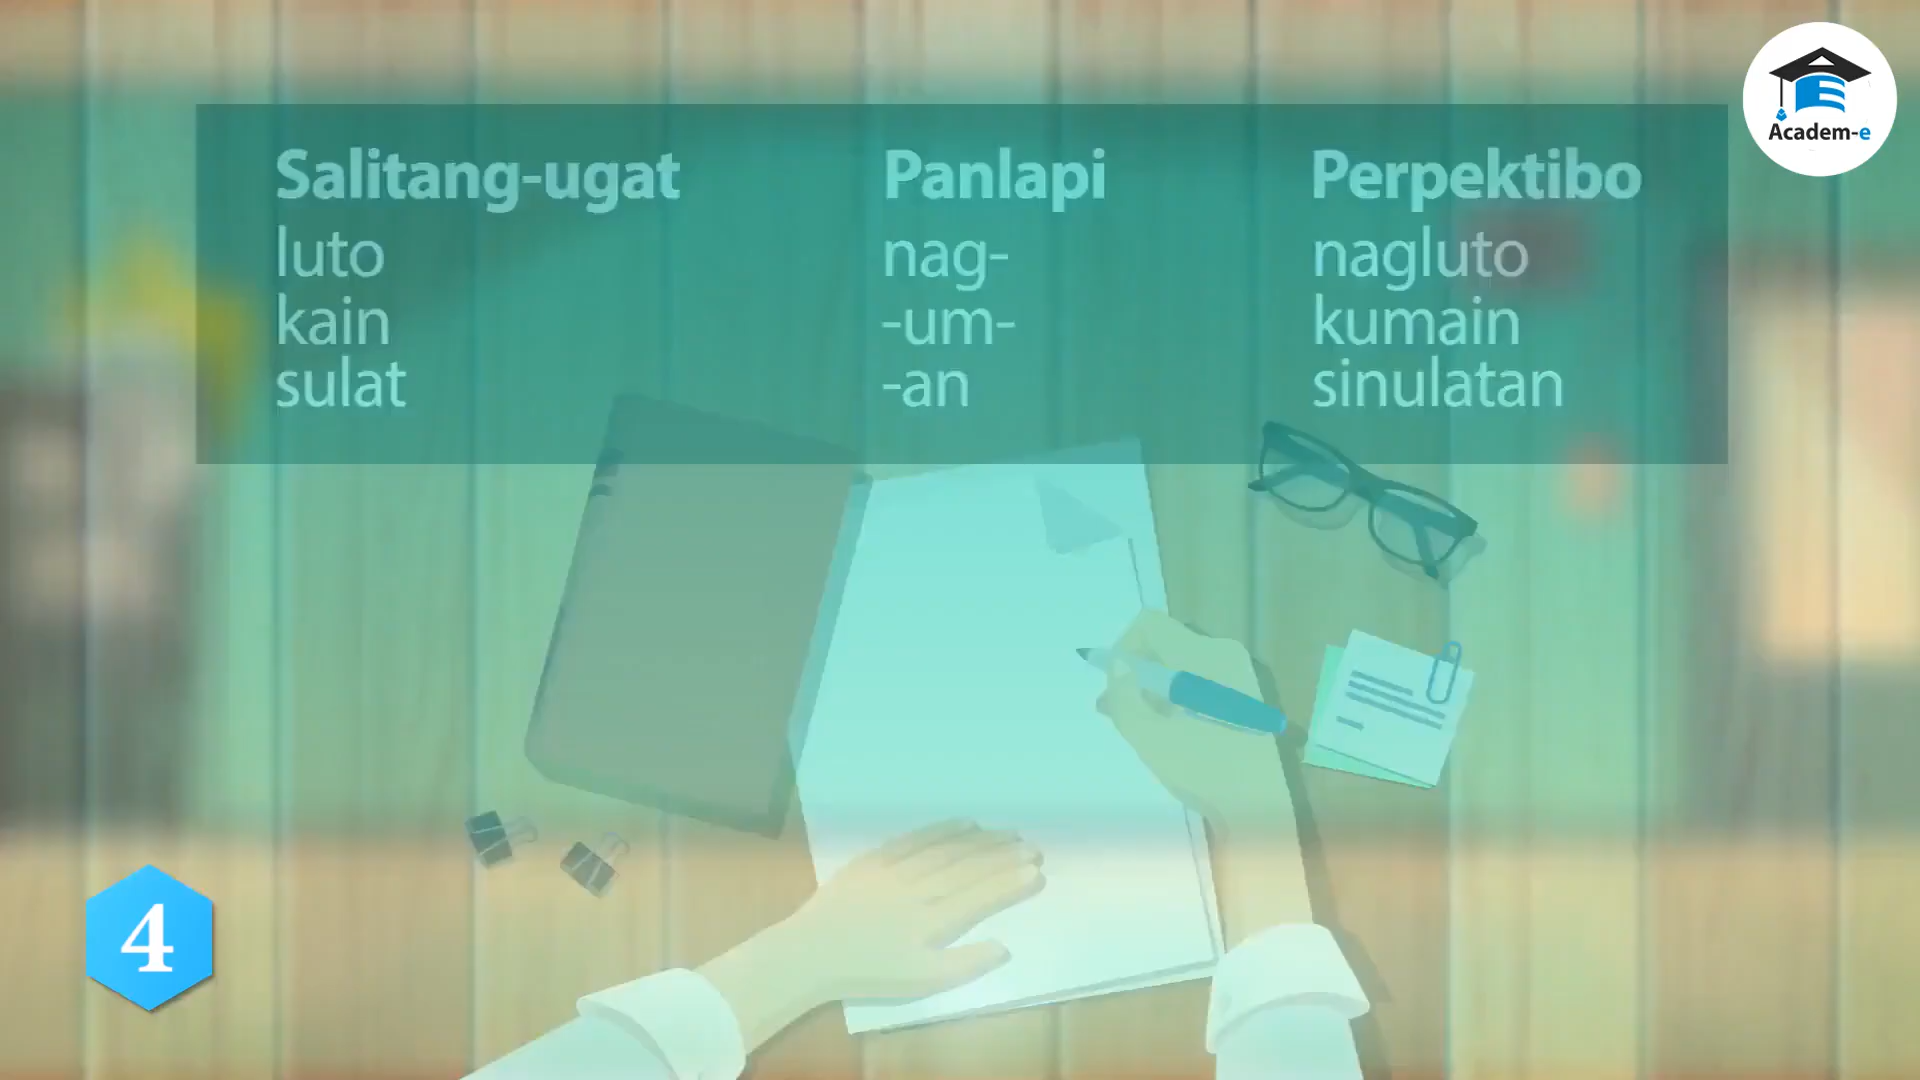 Academ-e
Salitang-ugat Panlapi Perpektibo
luto nag- nagluto
kain -um- kumain
sulat -an sinulatan
4